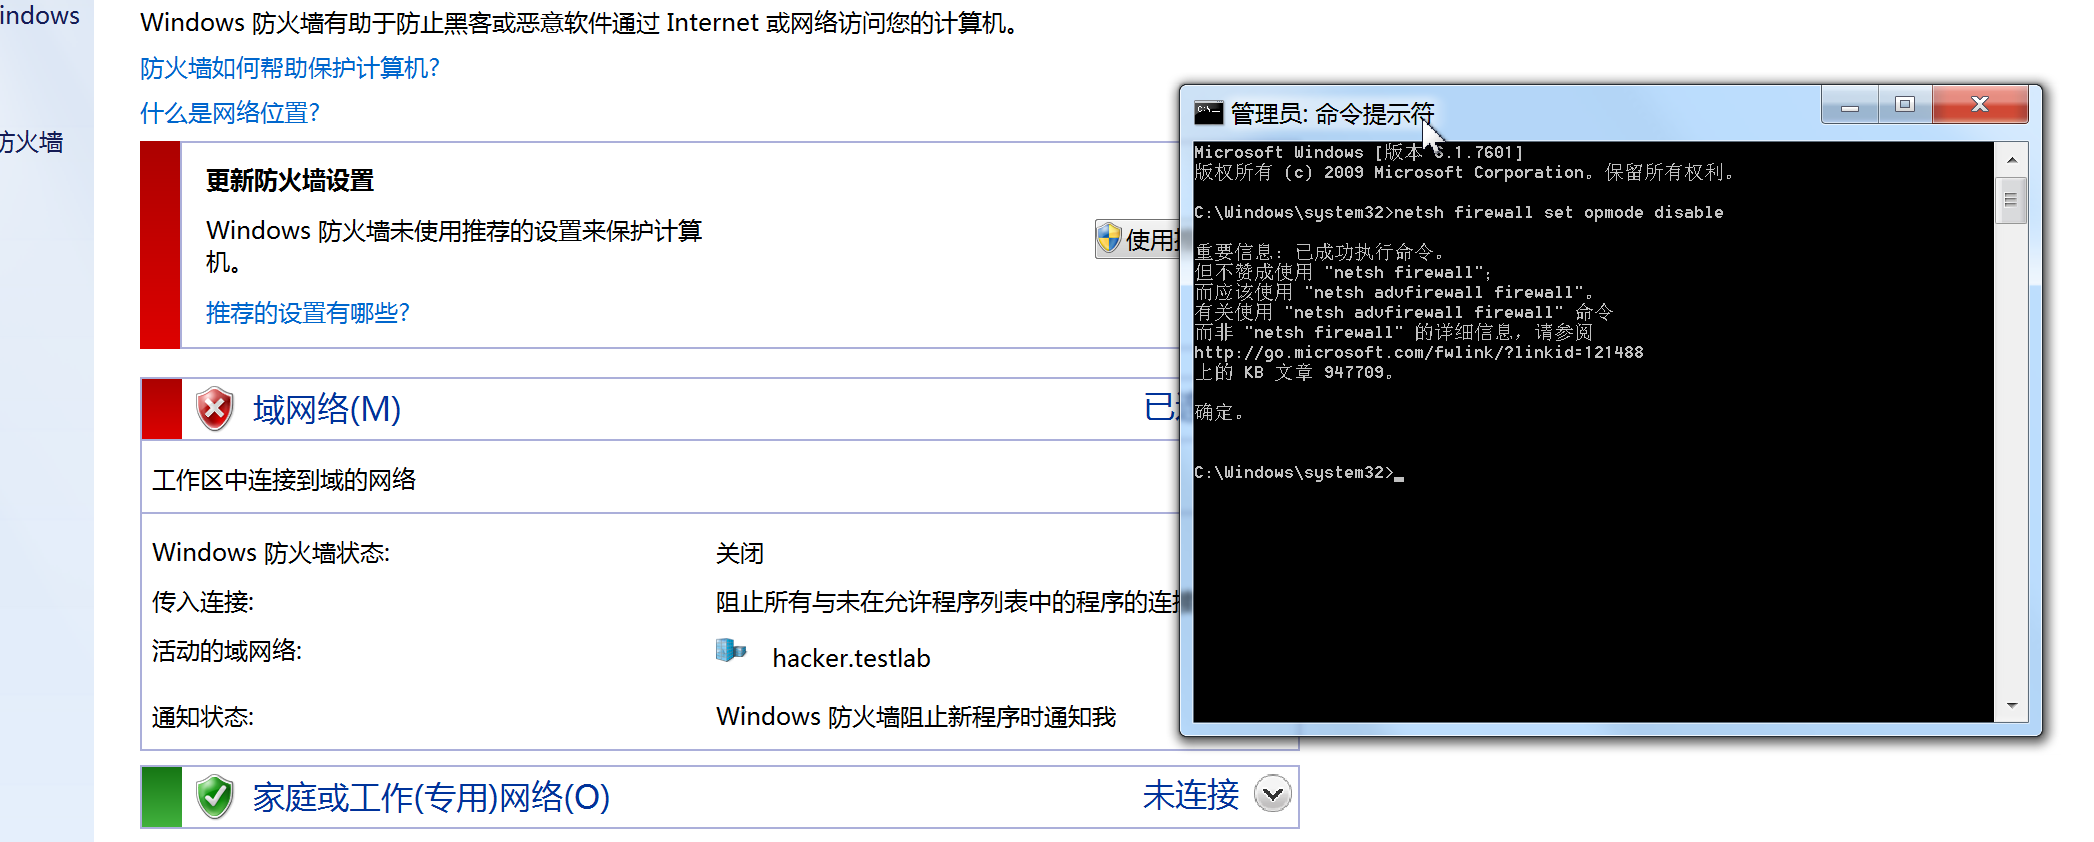 indows
防火墙
Windows 防火墙有助于防止黑客或恶意软件通过 Internet 或网络访问您的计算机。
防火墙如何帮助保护计算机?
什么是网络位置?
更新防火墙设置
Windows 防火墙未使用推荐的设置来保护计算
机。
使用
推荐的设置有哪些?
域网络(M)
已
工作区中连接到域的网络
Windows 防火墙状态:
关闭
传入连接:
阻止所有与未在允许程序列表中的程序的连
活动的域网络:
hacker.testlab
通知状态:
Windows 防火墙阻止新程序时通知我
家庭或工作(专用)网络(O)
未连接
管理员: 命令提示符
Microsoft Windows [版本 6.1.7601]
版权所有 (c) 2009 Microsoft Corporation。保留所有权利。
C:\Windows\system32>netsh firewall set opmode disable
重要信息: 已成功执行命令。
但不赞成使用 "netsh firewall";
而应该使用 "netsh advfirewall firewall"。
有关使用 "netsh advfirewall firewall" 命令
而非 "netsh firewall" 的详细信息，请参阅
http://go.microsoft.com/fwlink/?linkid=121488
上的 KB 文章 947709。
确定。
C:\Windows\system32>